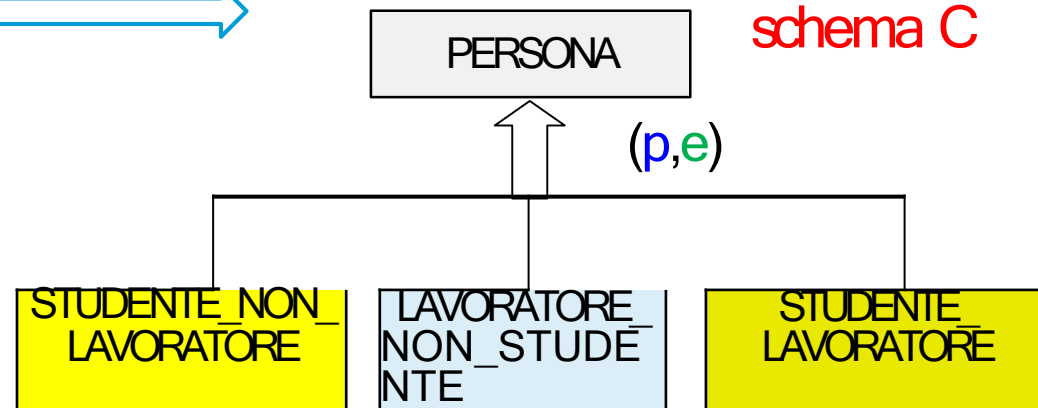 schema C
PERSONA
(p,e)
STUDENTE_NON_
LAVORATORE
LAVORATORE_
NON_STUDE
NTE
STUDENTE_
LAVORATORE